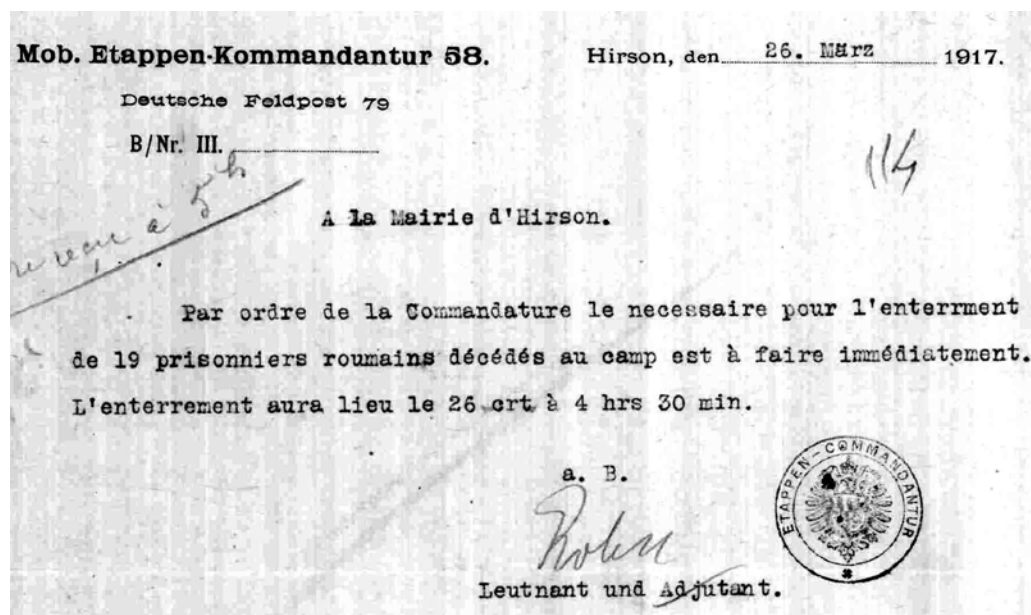 Mob. Etappen-Kommandantur 58.
Hirson, den 26. März 1917.
Deutsche Feldpost 79
B/Nr. III.
114
reçu à 5 h
A la Mairie d'Hirson.
Par ordre de la Commandature le necessaire pour l'enterrment
de 19 prisonniers roumains décédés au camp est à faire immédiatement.
L'enterrement aura lieu le 26 crt à 4 hrs 30 min.
a. B.
ETAPPEN-COMMANDANTUR
Leutnant und Adjutant.